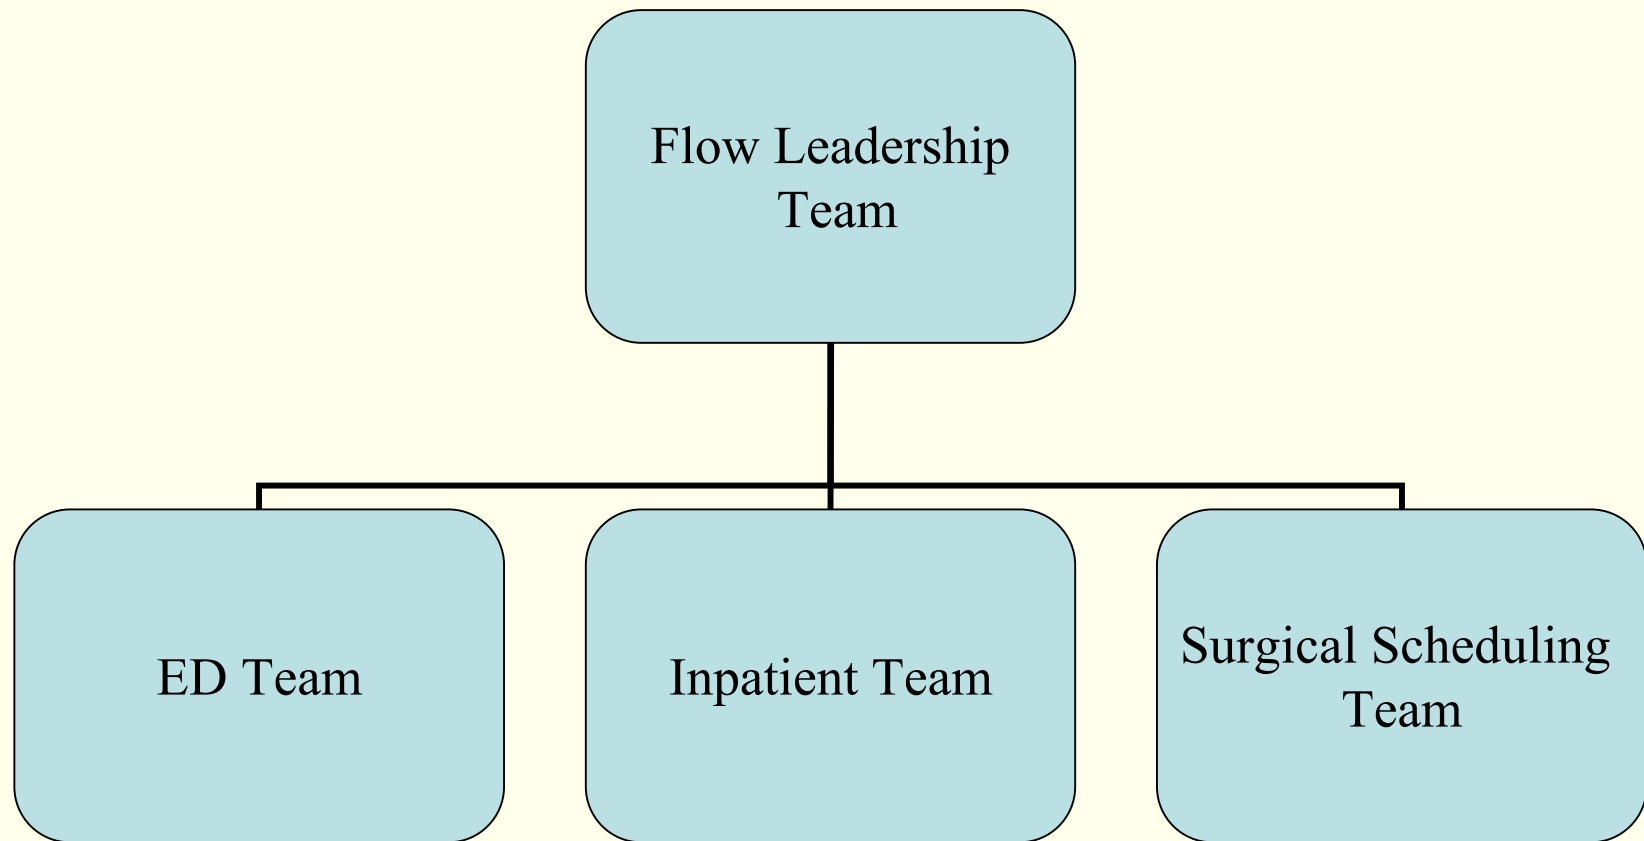 Flow Leadership
Team
ED Team
Inpatient Team
Surgical Scheduling
Team